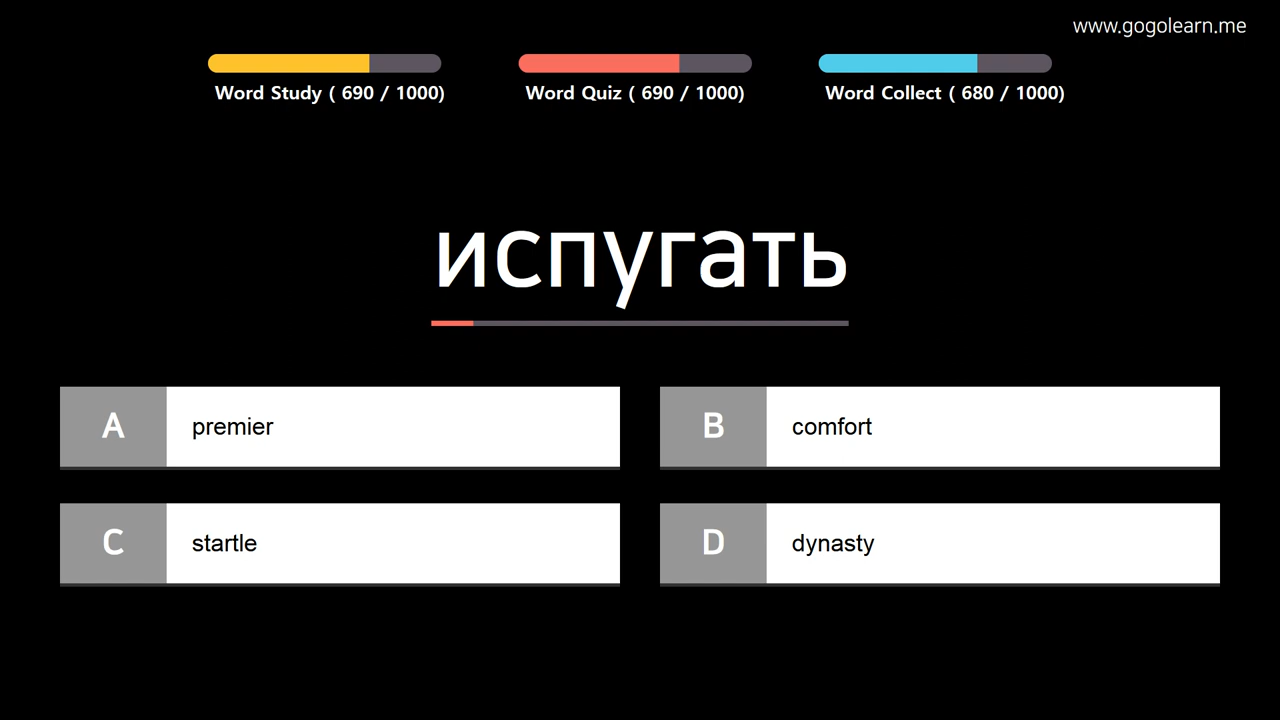 www.gogolearn.me
Word Study ( 690 / 1000)
Word Quiz ( 690 / 1000)
Word Collect ( 680 / 1000)
испугать
A premier
B comfort
C startle
D dynasty